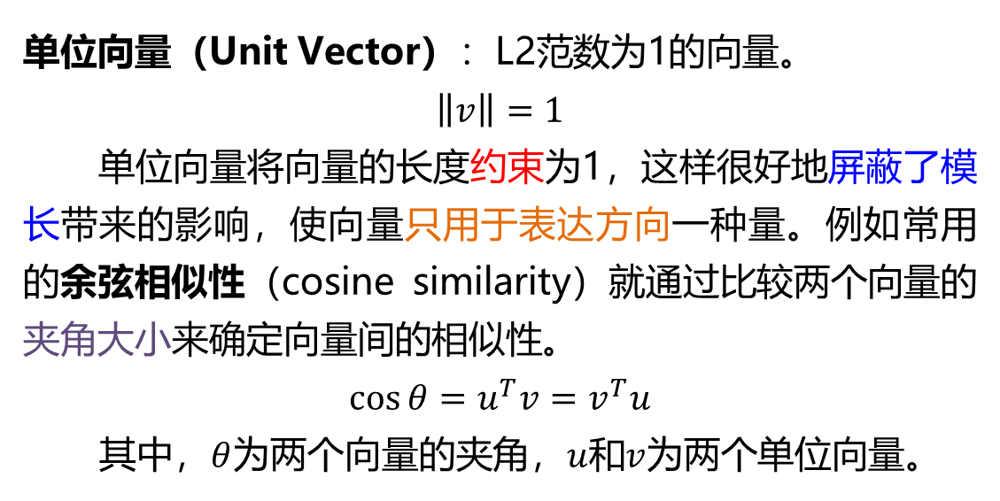 单位向量（Unit Vector）：L2范数为1的向量。
‖v‖ = 1
单位向量将向量的长度约束为1，这样很好地屏蔽了模
长带来的影响，使向量只用于表达方向一种量。例如常用
的余弦相似性（cosine similarity）就通过比较两个向量的
夹角大小来确定向量间的相似性。
cos θ = uᵀv = vᵀu
其中，θ为两个向量的夹角，u和v为两个单位向量。